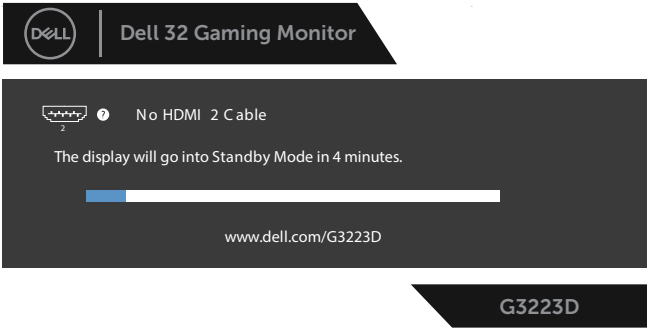 DELL
Dell 32 Gaming Monitor
? No HDMI 2 Cable
2
The display will go into Standby Mode in 4 minutes.
www.dell.com/G3223D
G3223D